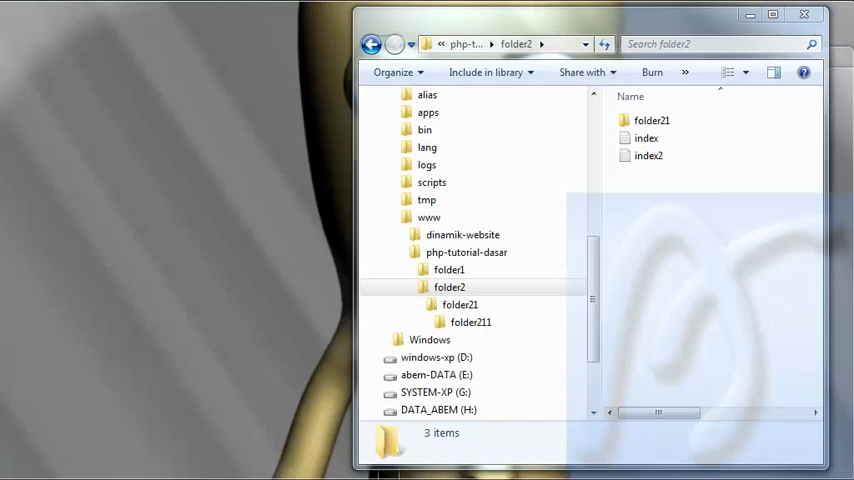 « php-t... folder2
Search folder2
Organize Include in library Share with Burn »
Name
alias
apps
bin
lang
logs
scripts
tmp
www
dinamik-website
php-tutorial-dasar
folder1
folder2
folder21
folder211
Windows
windows-xp (D:)
abem-DATA (E:)
SYSTEM-XP (G:)
DATA_ABEM (H:)
folder21
index
index2
3 items